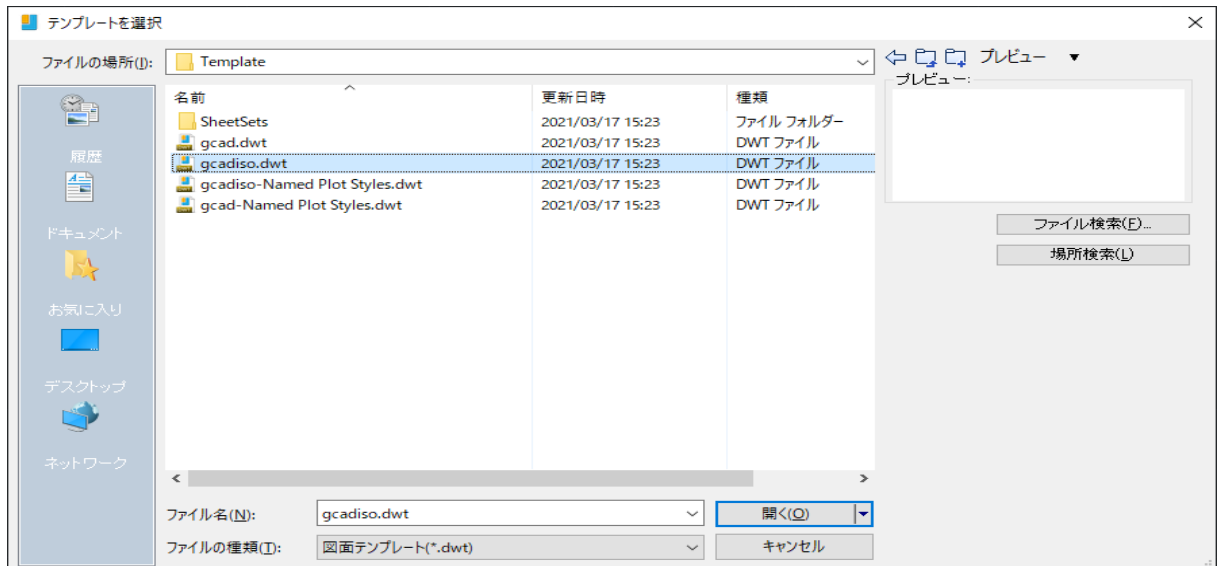 テンプレートを選択
ファイルの場所(I):
Template
プレビュー
プレビュー:
名前 更新日時 種類
SheetSets 2021/03/17 15:23 ファイル フォルダー
gcad.dwt 2021/03/17 15:23 DWT ファイル
gcadiso.dwt 2021/03/17 15:23 DWT ファイル
gcadiso-Named Plot Styles.dwt 2021/03/17 15:23 DWT ファイル
gcad-Named Plot Styles.dwt 2021/03/17 15:23 DWT ファイル
履歴
ドキュメント
お気に入り
デスクトップ
ネットワーク
ファイル検索(F)...
場所検索(L)
ファイル名(N): gcadiso.dwt 開く(O)
ファイルの種類(T): 図面テンプレート(*.dwt) キャンセル